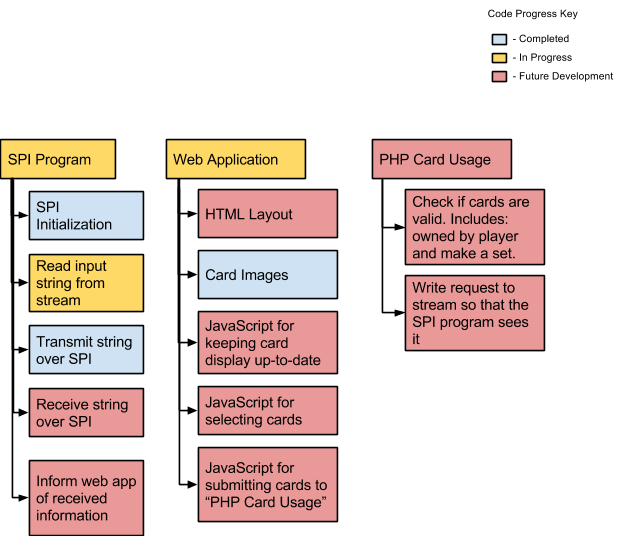 Code Progress Key
- Completed
- In Progress
- Future Development
SPI Program
SPI
Initialization
Read input
string from
stream
Transmit string
over SPI
Receive string
over SPI
Inform web app
of received
information
Web Application
HTML Layout
Card Images
JavaScript for
keeping card
display up-to-date
JavaScript for
selecting cards
JavaScript for
submitting cards to
“PHP Card Usage”
PHP Card Usage
Check if cards are
valid. Includes:
owned by player
and make a set.
Write request to
stream so that the
SPI program sees
it